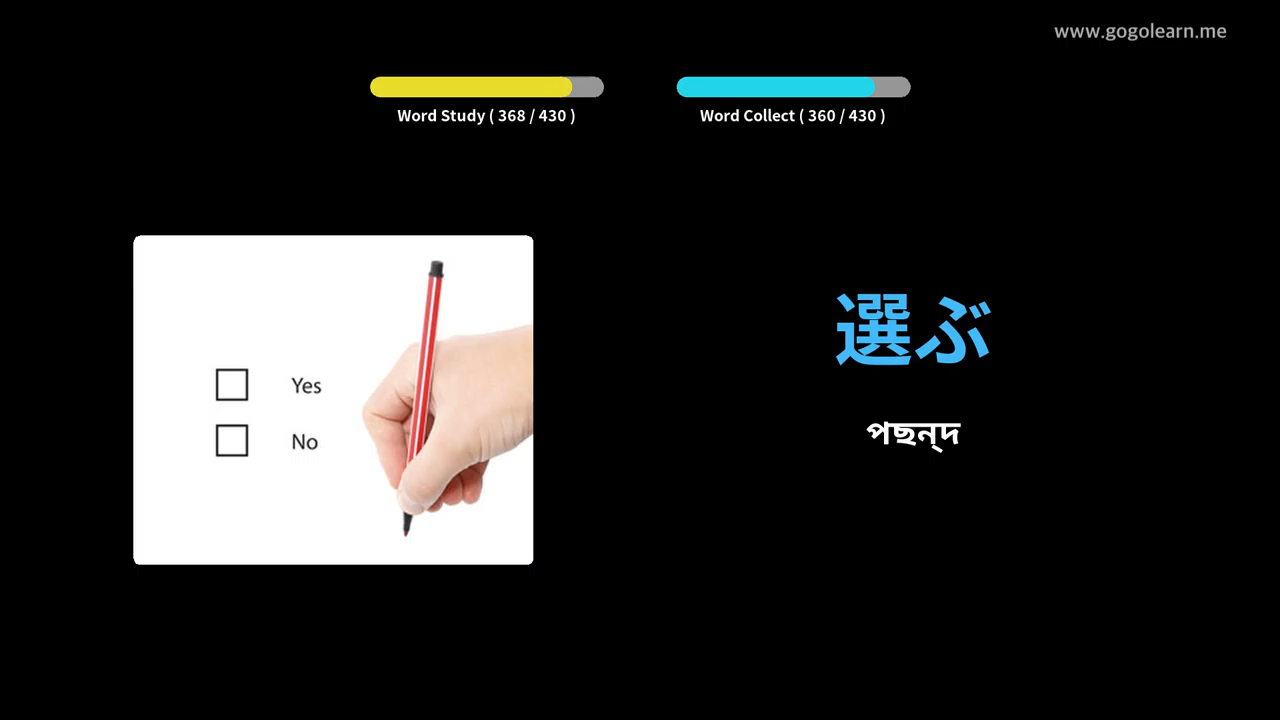 www.gogolearn.me
Word Study ( 368 / 430 )
Word Collect ( 360 / 430 )
Yes
No
選ぶ
পছন্দ